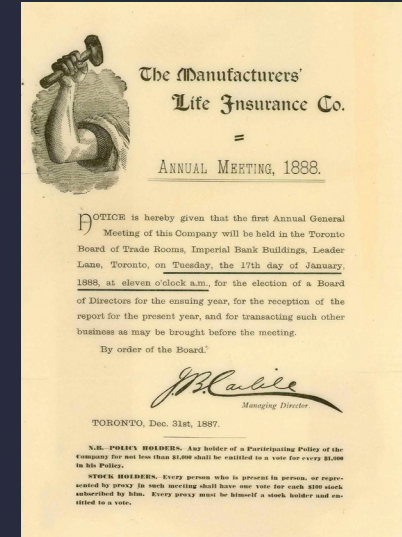 The Manufacturers'
Life Insurance Co.
=
ANNUAL MEETING, 1888.
NOTICE is hereby given that the first Annual General
Meeting of this Company will be held in the Toronto
Board of Trade Rooms, Imperial Bank Buildings, Leader
Lane, Toronto, on Tuesday, the 17th day of January,
1888, at eleven o'clock a.m., for the election of a Board
of Directors for the ensuing year, for the reception of the
report for the present year, and for transacting such other
business as may be brought before the meeting.
By order of the Board.
J.B. Carlile
Managing Director.
TORONTO, Dec. 31st, 1887.
N.B.—POLICY HOLDERS. Any holder of a Participating Policy of the
Company for not less than $1,000 shall be entitled to a vote for every $1,000
in his Policy.
STOCK HOLDERS. Every person who is present in person, or repre-
sented by proxy in such meeting shall have one vote for each $100 stock
subscribed by him. Every proxy must be himself a stock holder and en-
titled to a vote.